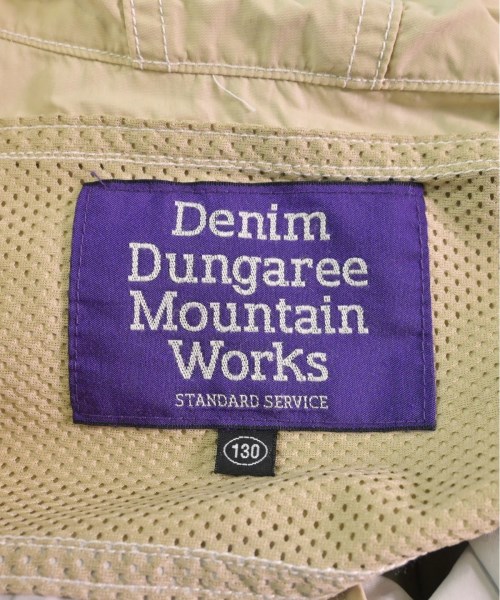 Denim
Dungaree
Mountain
Works
STANDARD SERVICE
130